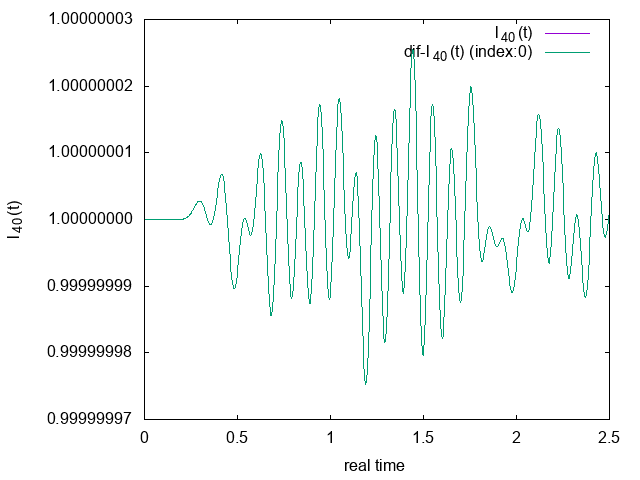 1.00000003
1.00000002
1.00000001
1.00000000
0.99999999
0.99999998
0.99999997
I40(t)
I40(t)
dif-I40(t) (index:0)
0 0.5 1 1.5 2 2.5
real time